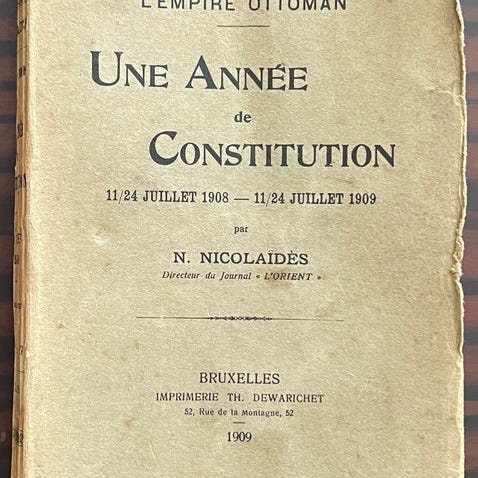 L'EMPIRE OTTOMAN
UNE ANNÉE
de
CONSTITUTION
11/24 JUILLET 1908 — 11/24 JUILLET 1909
par
N. NICOLAÏDÈS
Directeur du Journal « L'ORIENT »
BRUXELLES
IMPRIMERIE TH. DEWARICHET
52, Rue de la Montagne, 52
1909